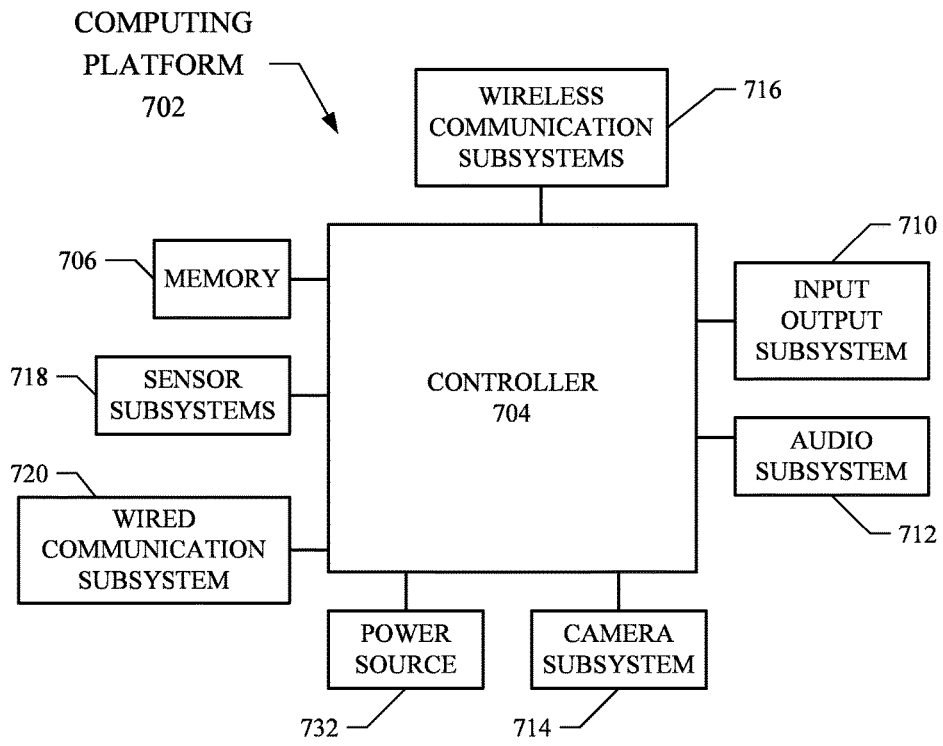 COMPUTING
PLATFORM
702
WIRELESS
COMMUNICATION
SUBSYSTEMS
716
706
MEMORY
710
INPUT
OUTPUT
SUBSYSTEM
718
SENSOR
SUBSYSTEMS
CONTROLLER
704
AUDIO
SUBSYSTEM
712
720
WIRED
COMMUNICATION
SUBSYSTEM
POWER
SOURCE
732
CAMERA
SUBSYSTEM
714